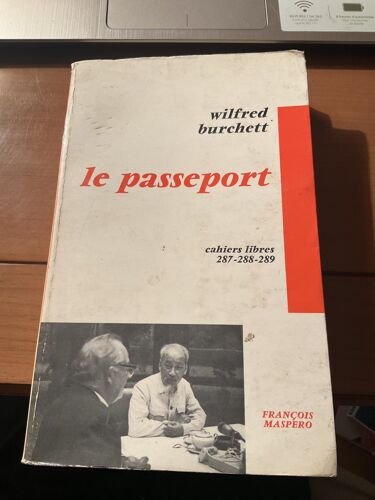 wilfred
burchett
le passeport
cahiers libres
287-288-289
FRANÇOIS
MASPERO